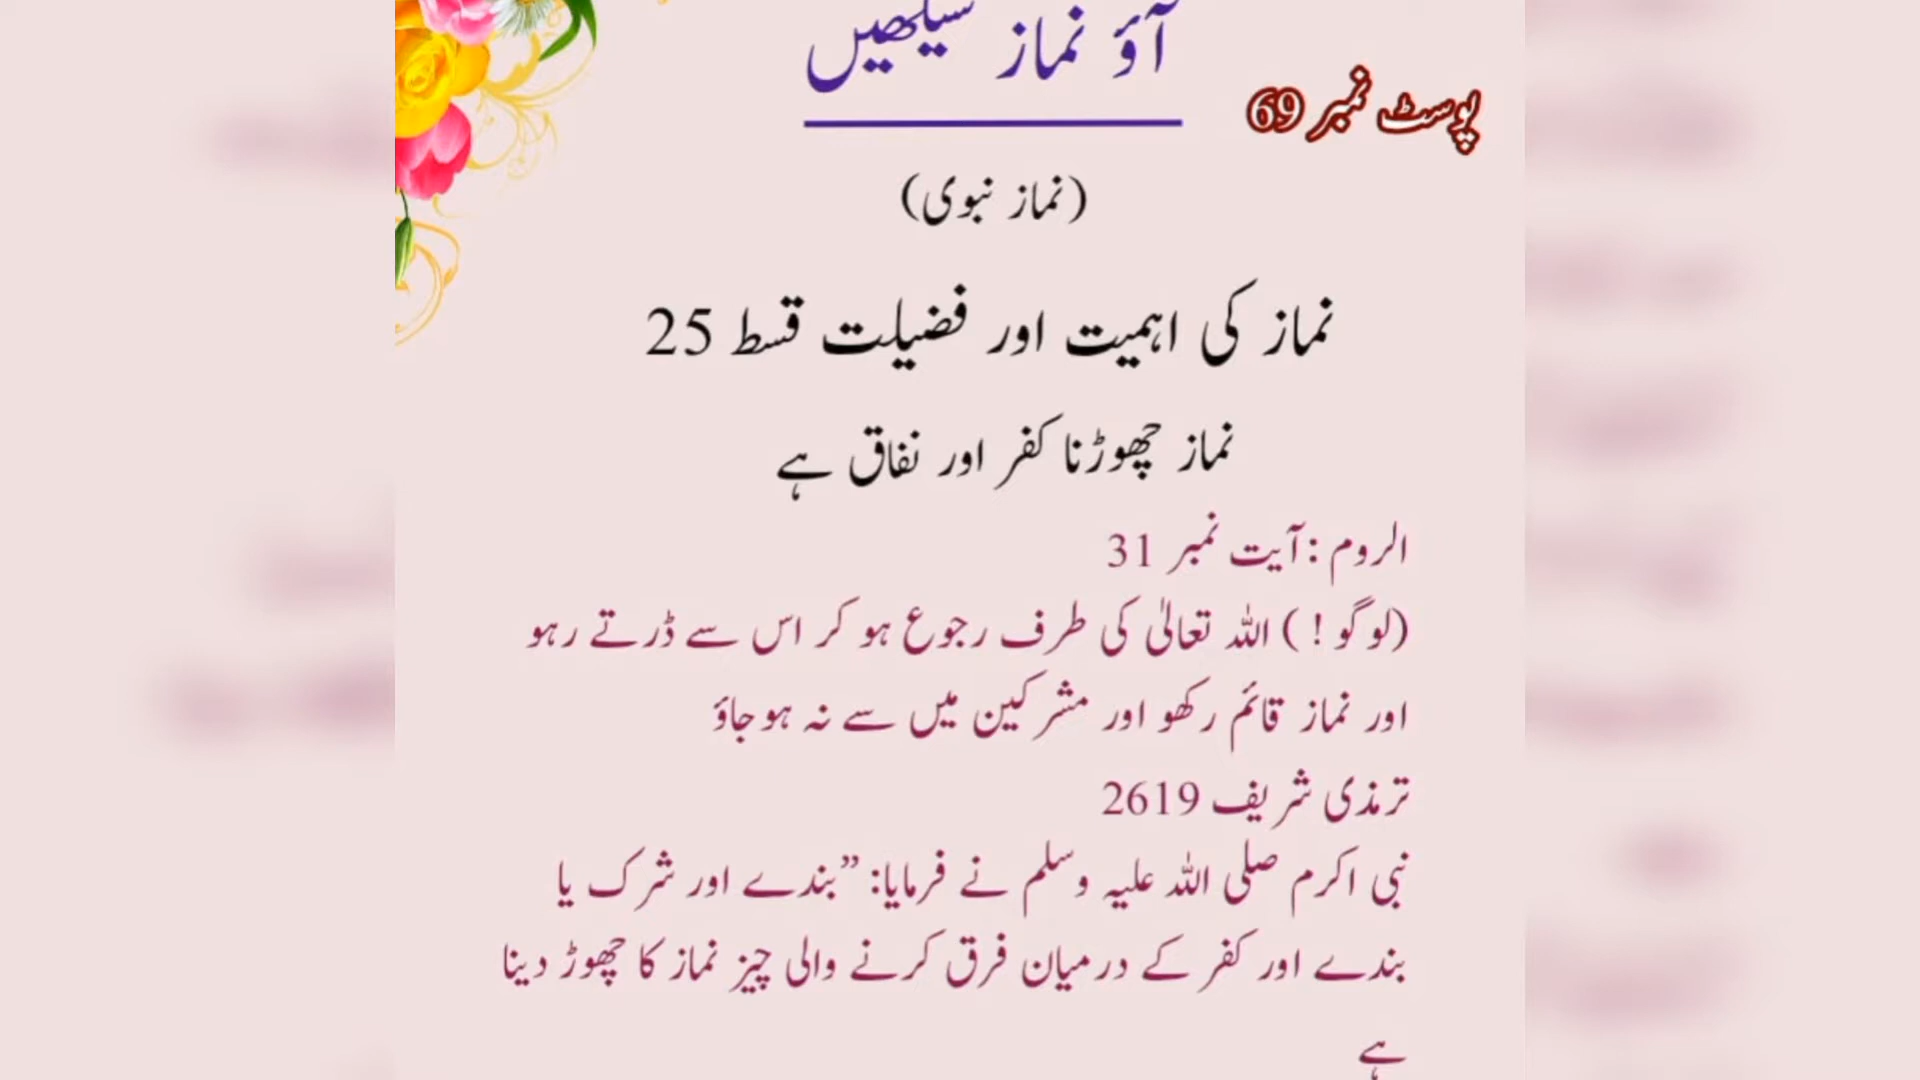 آؤ نماز سیکھیں
پوسٹ نمبر 69
(نماز نبوی)
نماز کی اہمیت اور فضیلت قسط 25
نماز چھوڑنا کفر اور نفاق ہے
الروم :آیت نمبر 31
(لوگو ! ) اللہ تعالیٰ کی طرف رجوع ہو کر اس سے ڈرتے رہو
اور نماز قائم رکھو اور مشرکین میں سے نہ ہو جاؤ
ترمذی شریف 2619
نبی اکرم صلی اللہ علیہ وسلم نے فرمایا: ”بندے اور شرک یا
بندے اور کفر کے درمیان فرق کرنے والی چیز نماز کا چھوڑ دینا
ہے